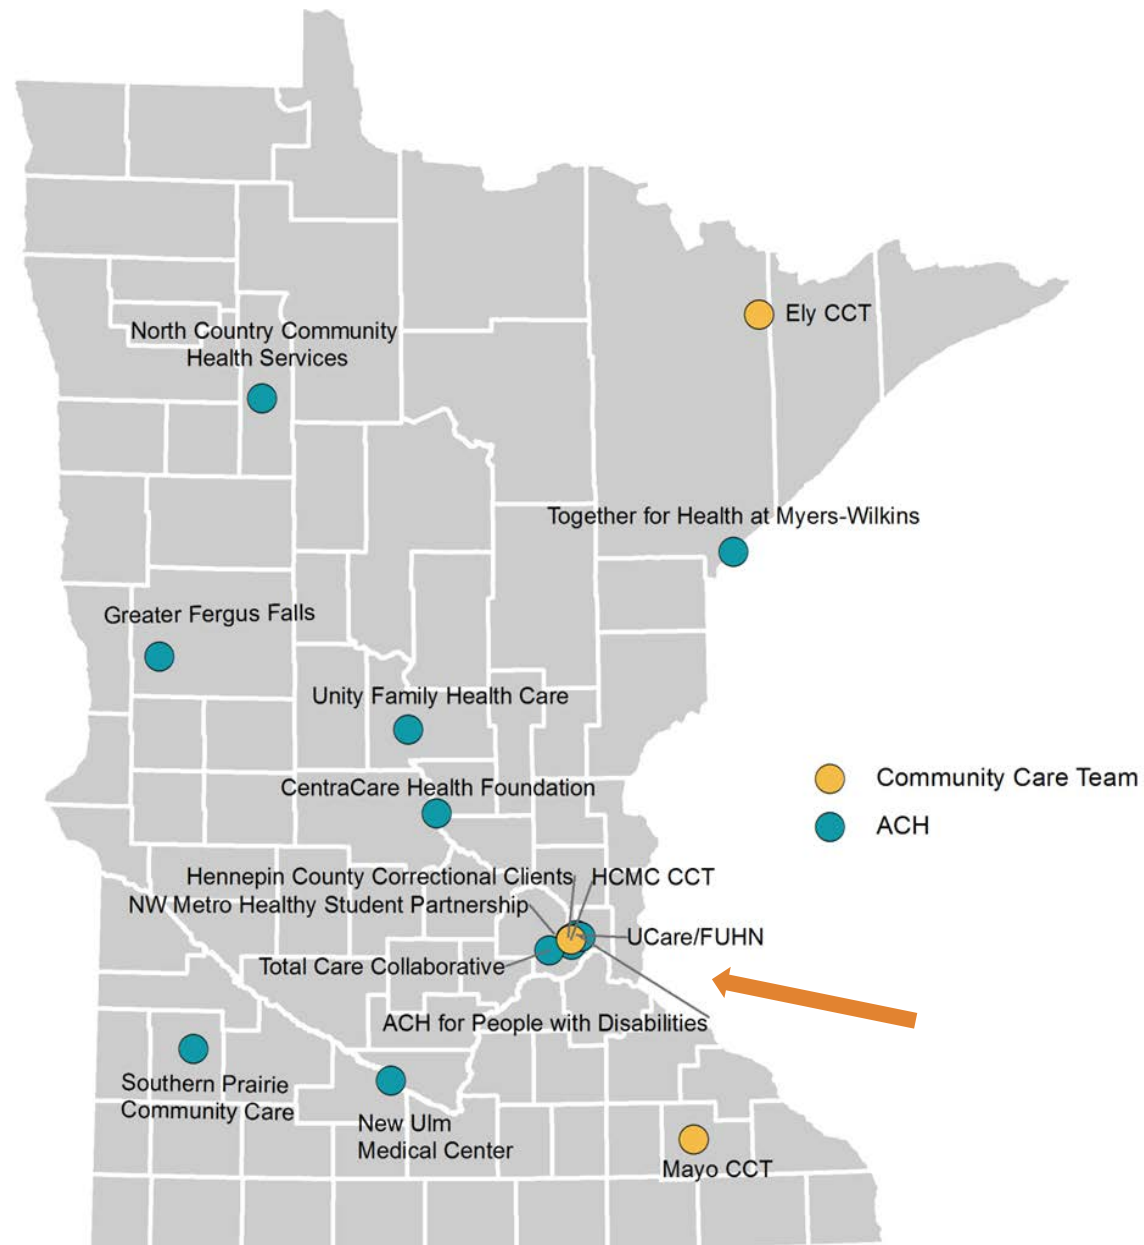 North Country Community
Health Services
Ely CCT
Together for Health at Myers-Wilkins
Greater Fergus Falls
Unity Family Health Care
Community Care Team
CentraCare Health Foundation
ACH
Hennepin County Correctional Clients
HCMC CCT
NW Metro Healthy Student Partnership
UCare/FUHN
Total Care Collaborative
ACH for People with Disabilities
Southern Prairie
Community Care
New Ulm
Medical Center
Mayo CCT